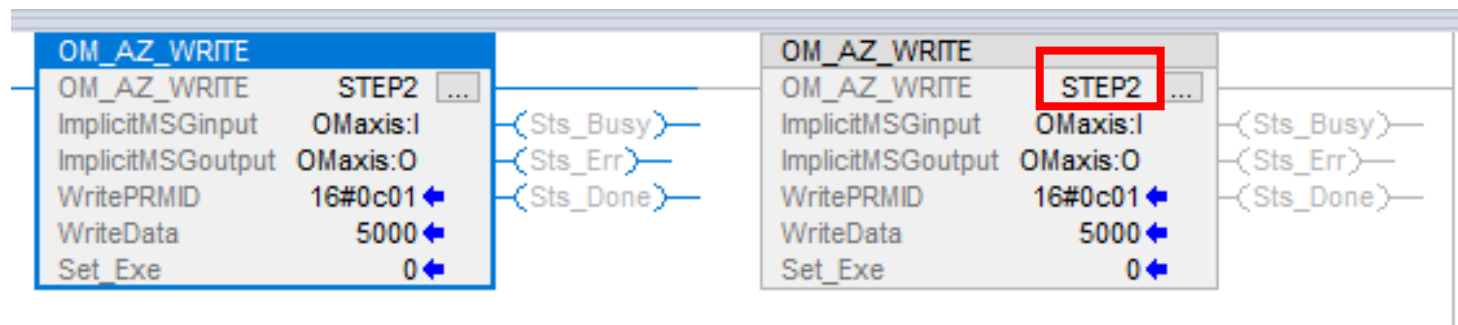 OM_AZ_WRITE
OM_AZ_WRITE STEP2 ...
ImplicitMSGinput OMaxis:I (Sts_Busy)
ImplicitMSGoutput OMaxis:O (Sts_Err)
WritePRMID 16#0c01 (Sts_Done)
WriteData 5000
Set_Exe 0
OM_AZ_WRITE
OM_AZ_WRITE STEP2 ...
ImplicitMSGinput OMaxis:I (Sts_Busy)
ImplicitMSGoutput OMaxis:O (Sts_Err)
WritePRMID 16#0c01 (Sts_Done)
WriteData 5000
Set_Exe 0